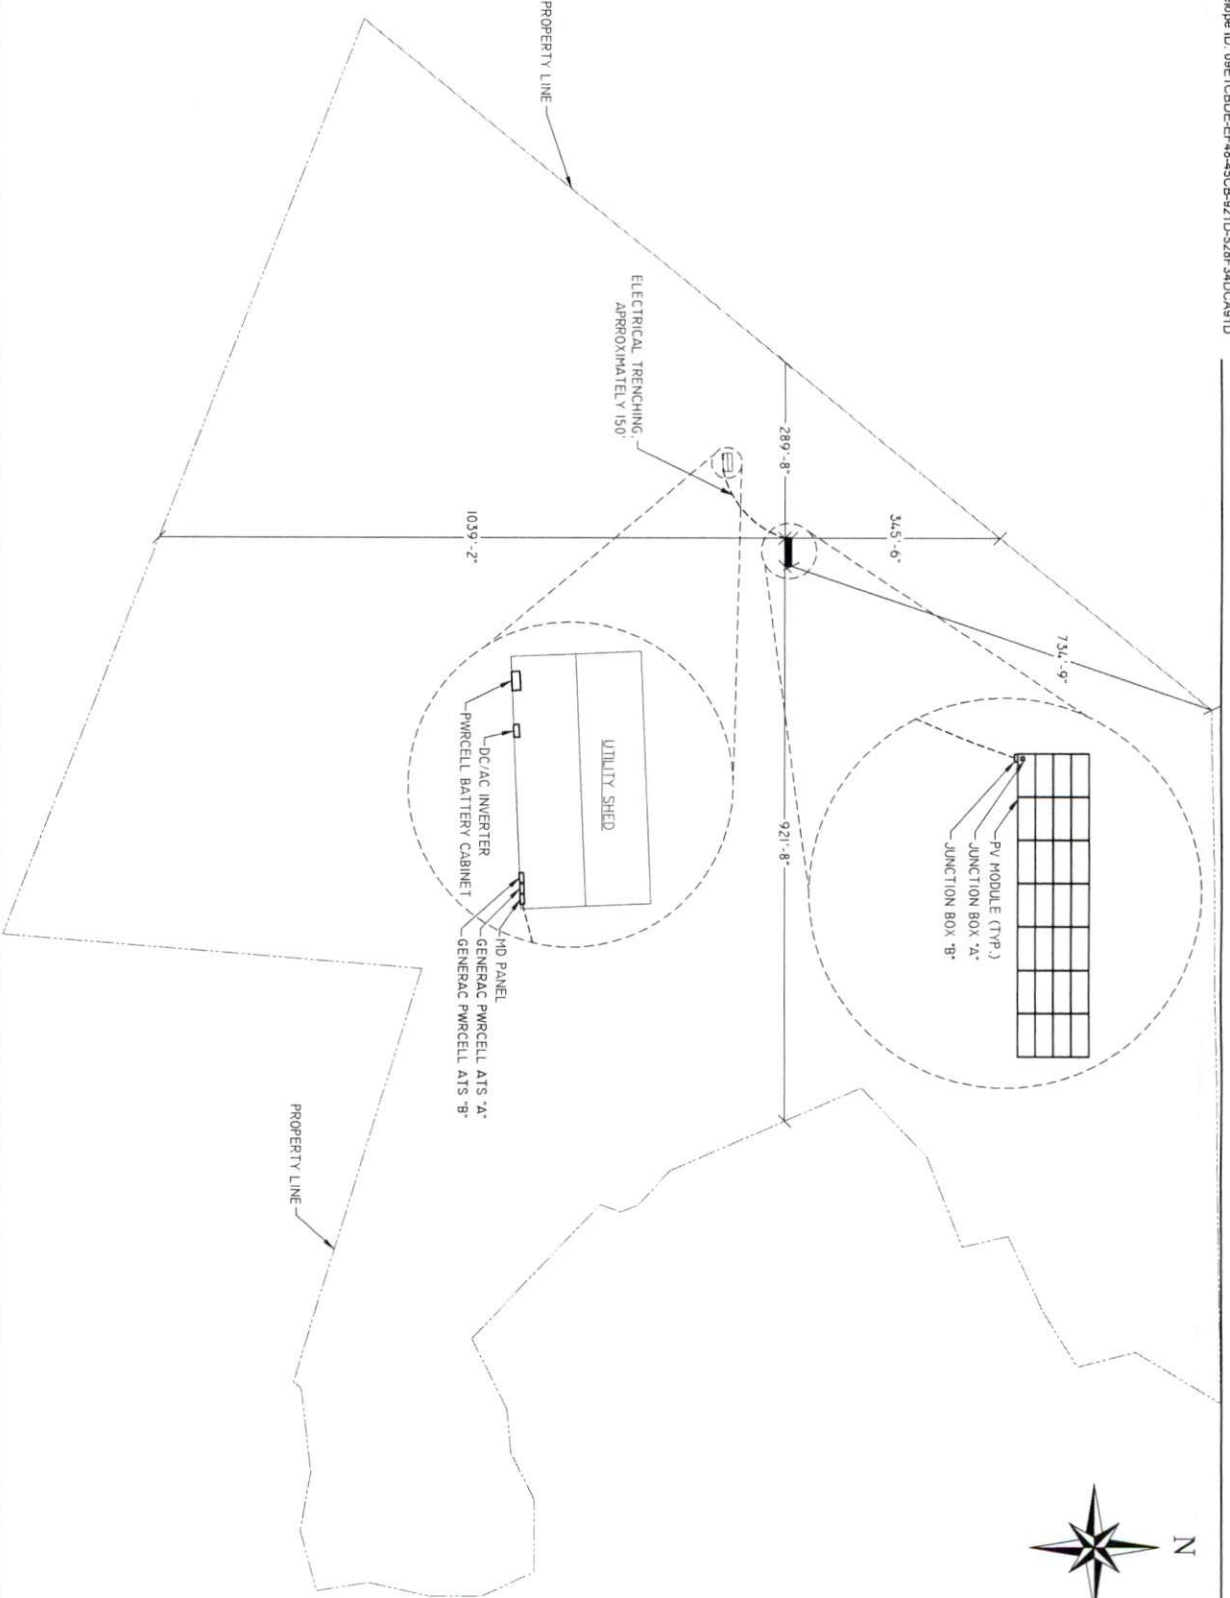 PROPERTY LINE
ELECTRICAL TRENCHING,
APRROXIMATELY 150'
289'-8"
345'-6"
734'-9"
1039'-2"
921'-8"
PV MODULE (TYP.)
JUNCTION BOX "A"
JUNCTION BOX "B"
UTILITY SHED
DC/AC INVERTER
PWRCELL BATTERY CABINET
MD PANEL
GENERAC PWRCELL ATS "A"
GENERAC PWRCELL ATS "B"
PROPERTY LINE
N